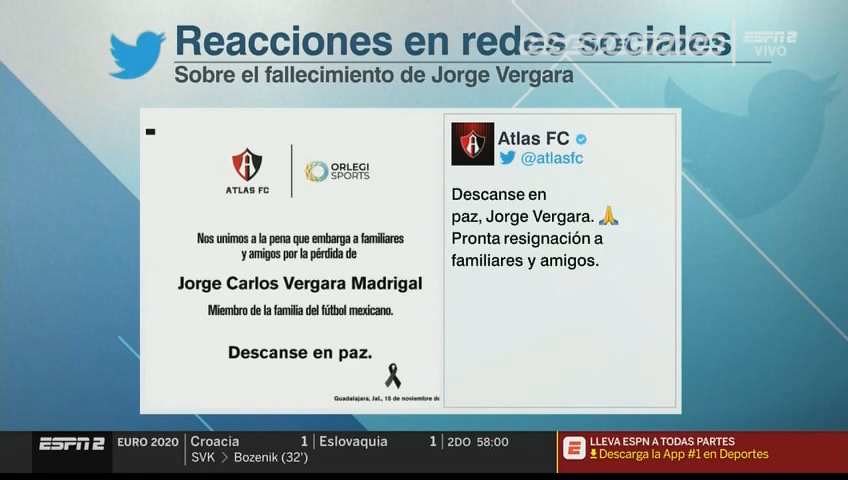 Reacciones en redes sociales
ESPN 2
VIVO
Sobre el fallecimiento de Jorge Vergara
ATLAS FC
ORLEGI
SPORTS
Nos unimos a la pena que embarga a familiares
y amigos por la pérdida de
Jorge Carlos Vergara Madrigal
Miembro de la familia del fútbol mexicano.
Descanse en paz.
Guadalajara, Jal., 15 de noviembre de
Atlas FC
@atlasfc
Descanse en
paz, Jorge Vergara. 🙏
Pronta resignación a
familiares y amigos.
ESPN 2
EURO 2020
Croacia 1 Eslovaquia 1 2DO 58:00
SVK > Bozenik (32')
E
LLEVA ESPN A TODAS PARTES
Descarga la App #1 en Deportes